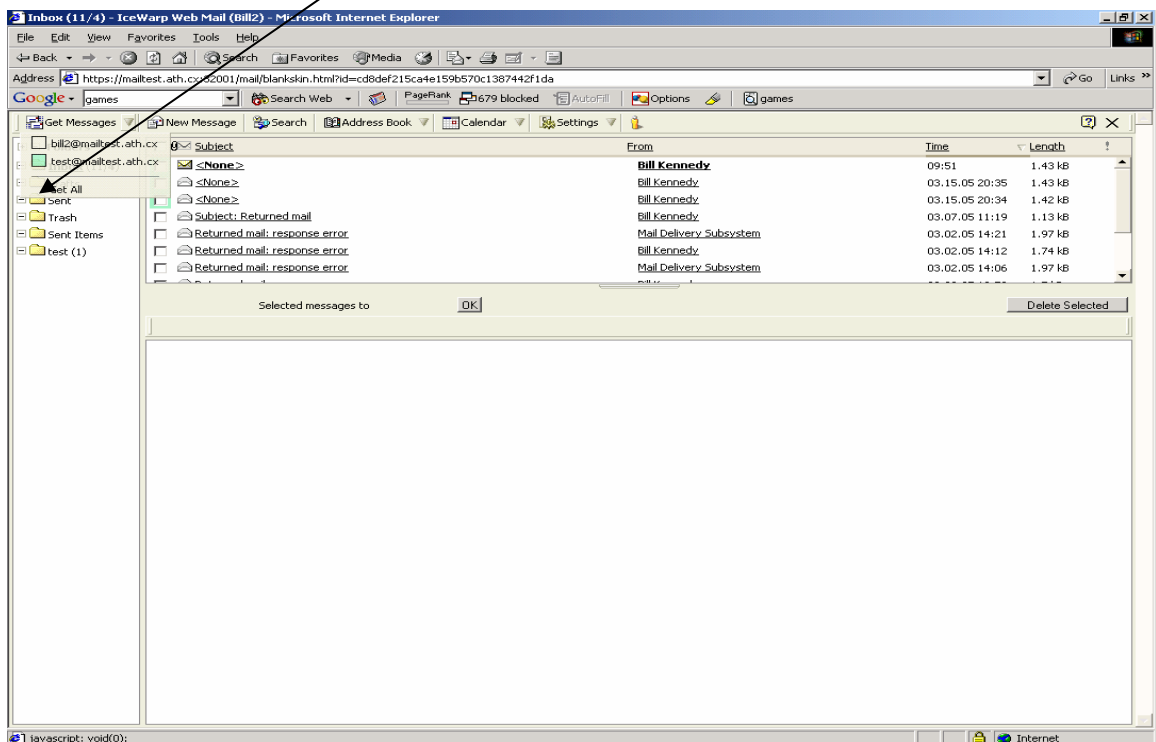 Inbox (11/4) - IceWarp Web Mail (Bill2) - Microsoft Internet Explorer
File Edit View Favorites Tools Help
Back Search Favorites Media
Address https://mailtest.ath.cx:32001/mail/blankskin.html?id=cd8def215ca4e159b570c1387442f1da Go Links »
Google games Search Web PageRank 679 blocked AutoFill Options games
Get Messages New Message Search Address Book Calendar Settings
bill2@mailtest.ath.cx Subject From Time Length !
test@mailtest.ath.cx <None> Bill Kennedy 09:51 1.43 kB
<None> Bill Kennedy 03.15.05 20:35 1.43 kB
Get All
Sent <None> Bill Kennedy 03.15.05 20:34 1.42 kB
Trash Subject: Returned mail Bill Kennedy 03.07.05 11:19 1.13 kB
Sent Items Returned mail: response error Mail Delivery Subsystem 03.02.05 14:21 1.97 kB
test (1) Returned mail: response error Bill Kennedy 03.02.05 14:12 1.74 kB
Returned mail: response error Mail Delivery Subsystem 03.02.05 14:06 1.97 kB
Selected messages to OK Delete Selected
javascript: void(0); Internet